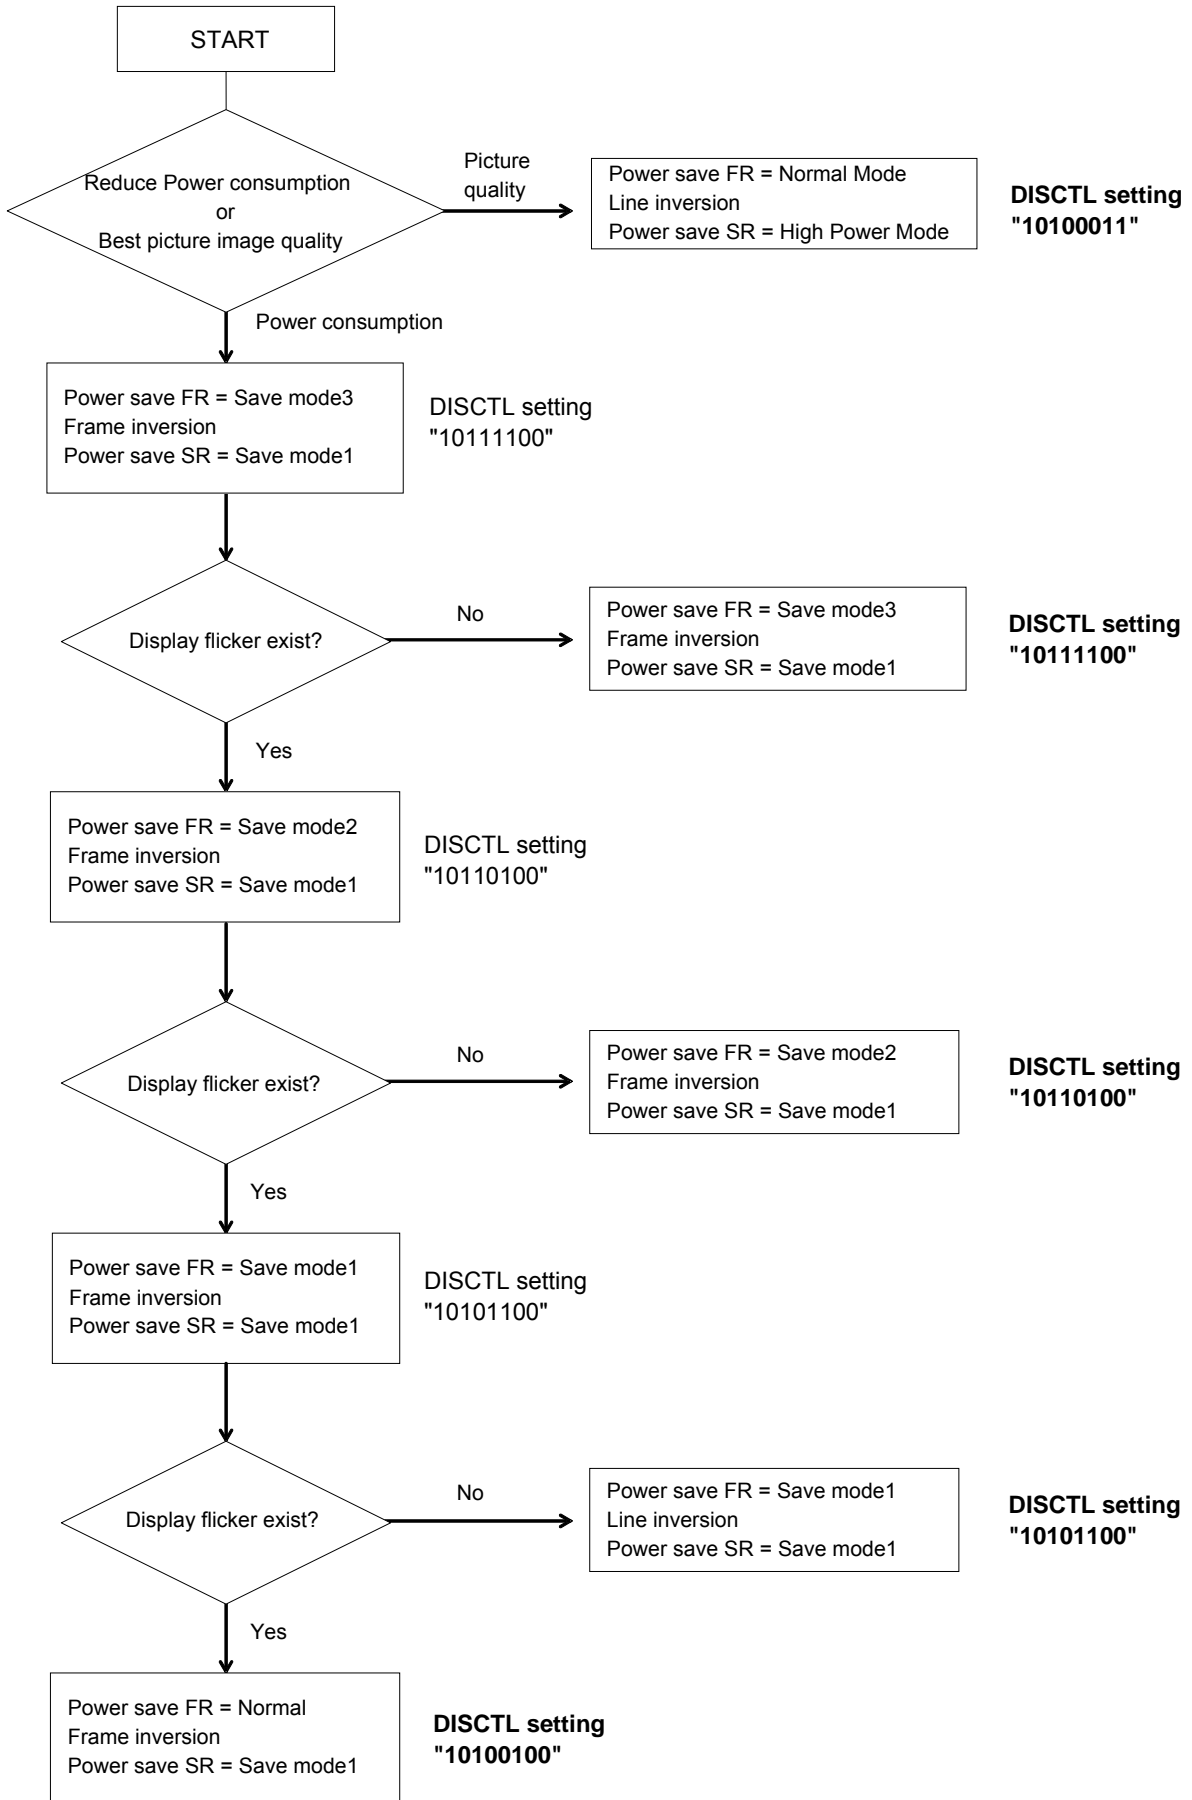 START
Reduce Power consumption
or
Best picture image quality
Picture
quality
Power save FR = Normal Mode
Line inversion
Power save SR = High Power Mode
DISCTL setting
"10100011"
Power consumption
Power save FR = Save mode3
Frame inversion
Power save SR = Save mode1
DISCTL setting
"10111100"
Display flicker exist?
No
Power save FR = Save mode3
Frame inversion
Power save SR = Save mode1
DISCTL setting
"10111100"
Yes
Power save FR = Save mode2
Frame inversion
Power save SR = Save mode1
DISCTL setting
"10110100"
Display flicker exist?
No
Power save FR = Save mode2
Frame inversion
Power save SR = Save mode1
DISCTL setting
"10110100"
Yes
Power save FR = Save mode1
Frame inversion
Power save SR = Save mode1
DISCTL setting
"10101100"
Display flicker exist?
No
Power save FR = Save mode1
Line inversion
Power save SR = Save mode1
DISCTL setting
"10101100"
Yes
Power save FR = Normal
Frame inversion
Power save SR = Save mode1
DISCTL setting
"10100100"